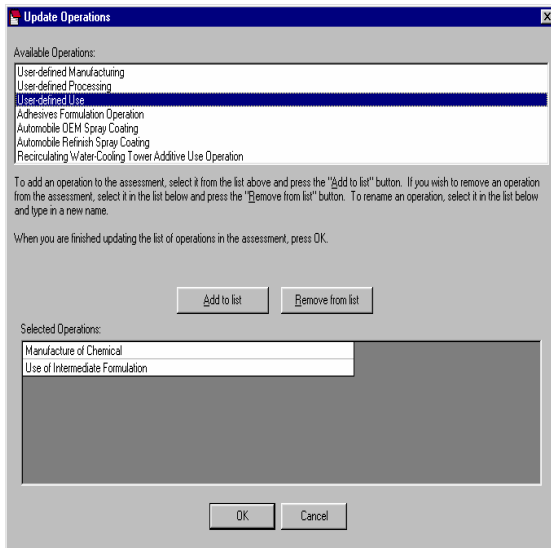 Update Operations
Available Operations:
User-defined Manufacturing
User-defined Processing
User-defined Use
Adhesives Formulation Operation
Automobile OEM Spray Coating
Automobile Refinish Spray Coating
Recirculating Water-Cooling Tower Additive Use Operation
To add an operation to the assessment, select it from the list above and press the "Add to list" button. If you wish to remove an operation
from the assessment, select it in the list below and press the "Remove from list" button. To rename an operation, select it in the list below
and type in a new name.
When you are finished updating the list of operations in the assessment, press OK.
Add to list
Remove from list
Selected Operations:
Manufacture of Chemical
Use of Intermediate Formulation
OK
Cancel